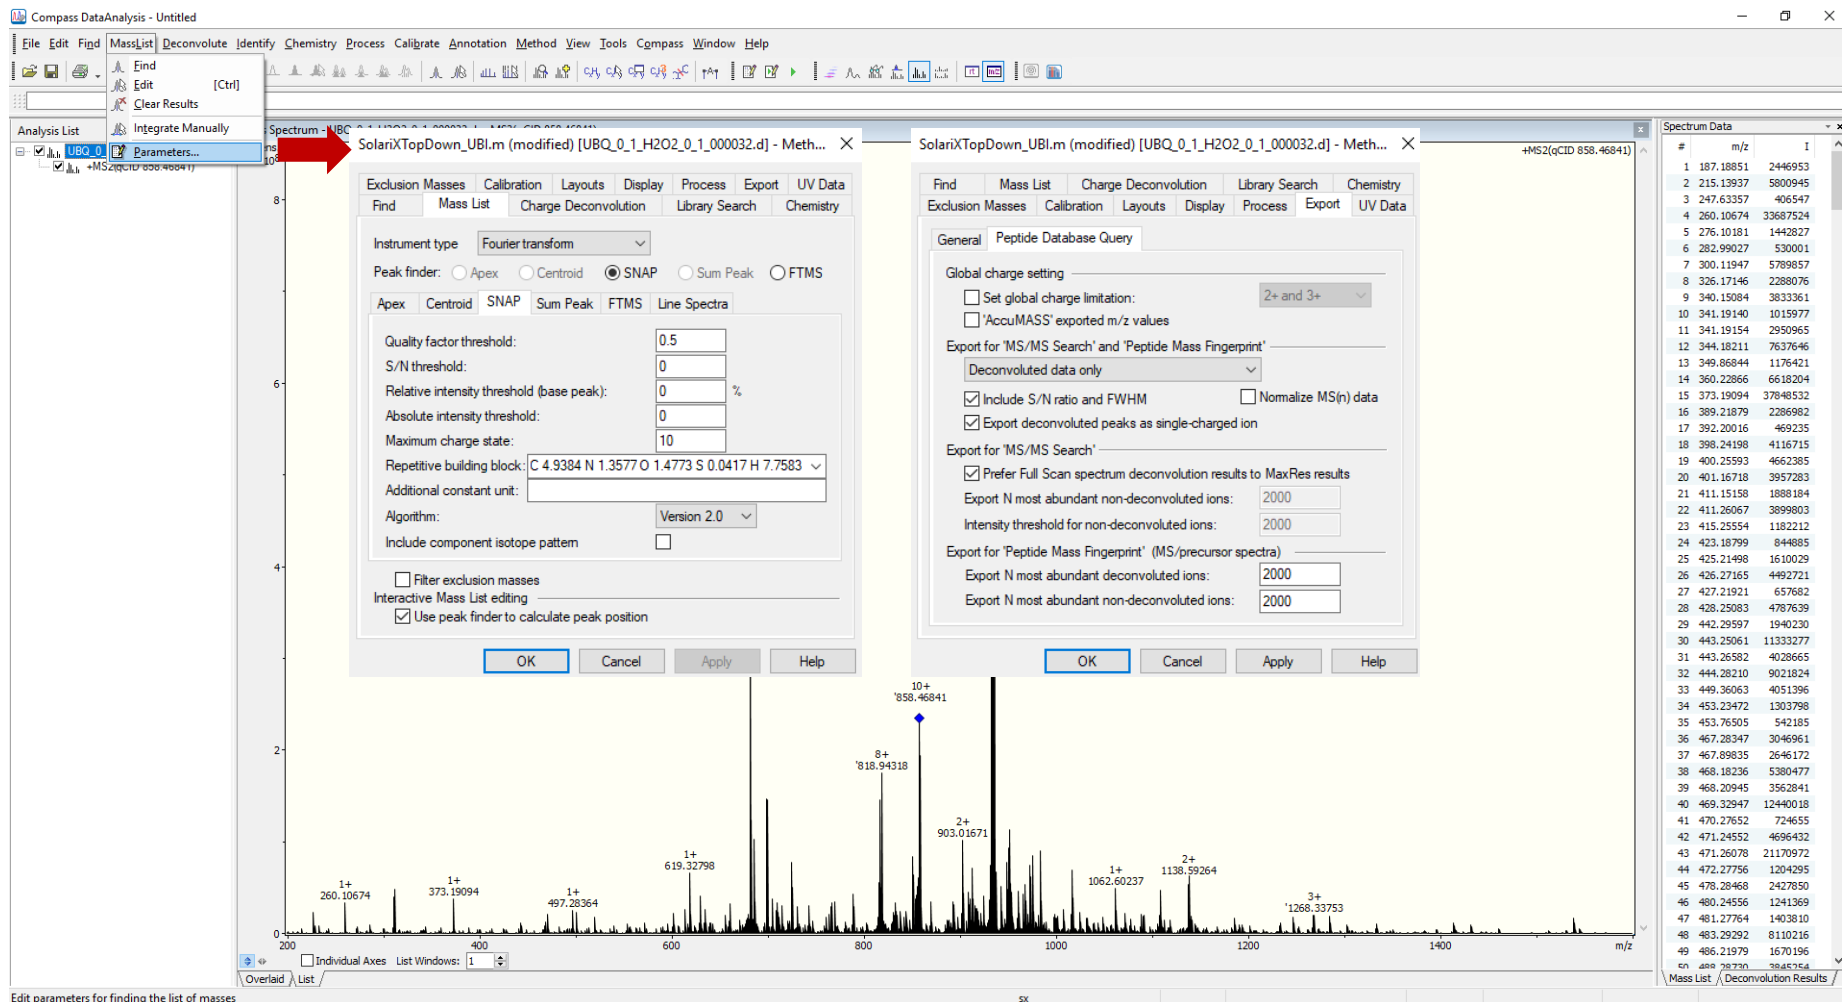 Compass DataAnalysis - Untitled
File Edit Find MassList Deconvolute Identify Chemistry Process Calibrate Annotation Method View Tools Compass Window Help
Find
Edit [Ctrl]
Clear Results
Integrate Manually
Parameters...
Analysis List
UBQ_0_
+MS2(qCID 858.46841)
Spectrum - UBQ_0_1_H2O2_0_1_000032.d: +MS2(qCID 858.46841)
+MS2(qCID 858.46841)
SolariXTopDown_UBI.m (modified) [UBQ_0_1_H2O2_0_1_000032.d] - Meth...
Exclusion Masses Calibration Layouts Display Process Export UV Data
Find Mass List Charge Deconvolution Library Search Chemistry
Instrument type Fourier transform
Peak finder: Apex Centroid SNAP Sum Peak FTMS
Apex Centroid SNAP Sum Peak FTMS Line Spectra
Quality factor threshold: 0.5
S/N threshold: 0
Relative intensity threshold (base peak): 0 %
Absolute intensity threshold: 0
Maximum charge state: 10
Repetitive building block: C 4.9384 N 1.3577 O 1.4773 S 0.0417 H 7.7583
Additional constant unit:
Algorithm: Version 2.0
Include component isotope pattern
Filter exclusion masses
Interactive Mass List editing
Use peak finder to calculate peak position
OK Cancel Apply Help
SolariXTopDown_UBI.m (modified) [UBQ_0_1_H2O2_0_1_000032.d] - Meth...
Find Mass List Charge Deconvolution Library Search Chemistry
Exclusion Masses Calibration Layouts Display Process Export UV Data
General Peptide Database Query
Global charge setting
Set global charge limitation: 2+ and 3+
'AccuMASS' exported m/z values
Export for 'MS/MS Search' and 'Peptide Mass Fingerprint'
Deconvoluted data only
Include S/N ratio and FWHM Normalize MS(n) data
Export deconvoluted peaks as single-charged ion
Export for 'MS/MS Search'
Prefer Full Scan spectrum deconvolution results to MaxRes results
Export N most abundant non-deconvoluted ions: 2000
Intensity threshold for non-deconvoluted ions: 2000
Export for 'Peptide Mass Fingerprint' (MS/precursor spectra)
Export N most abundant deconvoluted ions: 2000
Export N most abundant non-deconvoluted ions: 2000
OK Cancel Apply Help
8
6
4
2
0
10+
'858.46841
8+
'818.94318
2+
903.01671
1+
619.32798
1+
260.10674
1+
373.19094
1+
497.28364
1+
1062.60237
2+
1138.59264
3+
'1268.33753
200 400 600 800 1000 1200 1400 m/z
Individual Axes List Windows: 1
Overlaid List
Spectrum Data
# m/z I
1 187.18851 2446953
2 215.13937 5800945
3 247.63357 406547
4 260.10674 33687524
5 276.10181 1442827
6 282.99027 530001
7 300.11947 5789857
8 326.17146 2288076
9 340.15084 3833361
10 341.19140 1015977
11 341.19154 2950965
12 344.18211 7637646
13 349.86844 1176421
14 360.22866 6618204
15 373.19094 37848532
16 389.21879 2286982
17 392.20016 469235
18 398.24198 4116715
19 400.25593 4662385
20 401.16718 3957283
21 411.15158 1888184
22 411.26067 3899803
23 415.25554 1182212
24 423.18799 844885
25 425.21498 1610029
26 426.27165 4492721
27 427.21921 657682
28 428.25083 4787639
29 442.29597 1940230
30 443.25061 11333277
31 443.26582 4028665
32 444.28210 9021824
33 449.36063 4051396
34 453.23472 1303798
35 453.76505 542185
36 467.28347 3046961
37 467.89835 2646172
38 468.18236 5380477
39 468.20945 3562841
40 469.32947 12440018
41 470.27652 724655
42 471.24552 4696432
43 471.26078 21170972
44 472.27756 1204295
45 478.28468 2427850
46 480.24556 1241369
47 481.27764 1403810
48 483.29292 8110216
49 486.21979 1670196
50 488.28730 3845254
Mass List Deconvolution Results
Edit parameters for finding the list of masses
sx